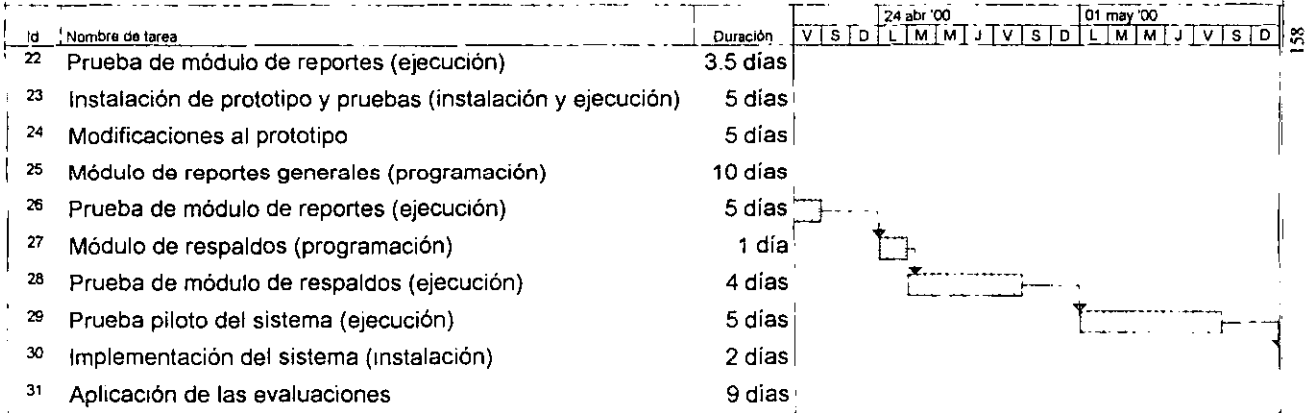 24 abr '00 01 may '00
Id Nombre de tarea Duración V S D L M M J V S D L M M J V S D
22 Prueba de módulo de reportes (ejecución) 3.5 días
23 Instalación de prototipo y pruebas (instalación y ejecución) 5 días
24 Modificaciones al prototipo 5 días
25 Módulo de reportes generales (programación) 10 días
26 Prueba de módulo de reportes (ejecución) 5 días
27 Módulo de respaldos (programación) 1 día
28 Prueba de módulo de respaldos (ejecución) 4 días
29 Prueba piloto del sistema (ejecución) 5 días
30 Implementación del sistema (instalación) 2 días
31 Aplicación de las evaluaciones 9 días
158